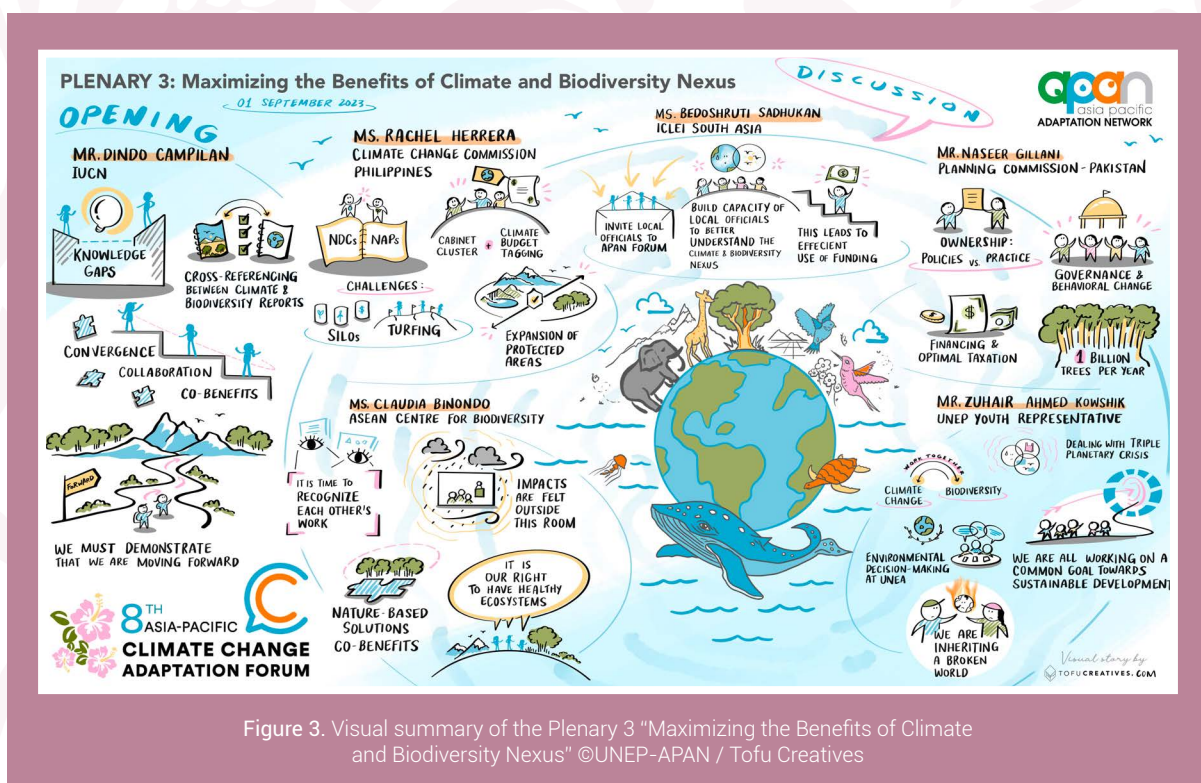 PLENARY 3: Maximizing the Benefits of Climate and Biodiversity Nexus
01 SEPTEMBER 2023
OPENING
MR. DINDO CAMPILAN
IUCN
KNOWLEDGE
GAPS
CROSS-REFERENCING
BETWEEN CLIMATE &
BIODIVERSITY REPORTS
CONVERGENCE
COLLABORATION
CO-BENEFITS
FORWARD
WE MUST DEMONSTRATE
THAT WE ARE MOVING FORWARD
MS. RACHEL HERRERA
CLIMATE CHANGE COMMISSION
PHILIPPINES
NDCs NAPs
CABINET
CLUSTER
+
CLIMATE
BUDGET
TAGGING
CHALLENGES:
SILOs
TURFING
EXPANSION OF
PROTECTED
AREAS
MS. CLAUDIA BINONDO
ASEAN CENTRE FOR BIODIVERSITY
IT IS TIME TO
RECOGNIZE
EACH OTHER'S
WORK
IMPACTS
ARE FELT
OUTSIDE
THIS ROOM
NATURE-BASED
SOLUTIONS
CO-BENEFITS
IT IS
OUR RIGHT
TO HAVE HEALTHY
ECOSYSTEMS
DISCUSSION
MS. BEDOSHRUTI SADHUKAN
ICLEI SOUTH ASIA
INVITE LOCAL
OFFICIALS TO
APAN FORUM
BUILD CAPACITY OF
LOCAL OFFICIALS
TO BETTER
UNDERSTAND THE
CLIMATE & BIODIVERSITY
NEXUS
THIS LEADS TO
EFFECIENT
USE OF FUNDING
apan
asia pacific
ADAPTATION NETWORK
MR. NASEER GILLANI
PLANNING COMMISSION - PAKISTAN
OWNERSHIP:
POLICIES vs. PRACTICE
GOVERNANCE &
BEHAVIORAL CHANGE
FINANCING &
OPTIMAL TAXATION
1 BILLION
TREES PER YEAR
MR. ZUHAIR AHMED KOWSHIK
UNEP YOUTH REPRESENTATIVE
WORK TOGETHER
CLIMATE
CHANGE
BIODIVERSITY
DEALING WITH TRIPLE
PLANETARY CRISIS
ENVIRONMENTAL
DECISION-MAKING
AT UNEA
WE ARE ALL WORKING ON A
COMMON GOAL TOWARDS
SUSTAINABLE DEVELOPMENT
WE ARE
INHERITING
A BROKEN
WORLD
8TH
ASIA-PACIFIC
CLIMATE CHANGE
ADAPTATION FORUM
Visual story by
TOFUCREATIVES.COM
Figure 3. Visual summary of the Plenary 3 “Maximizing the Benefits of Climate
and Biodiversity Nexus” ©UNEP-APAN / Tofu Creatives